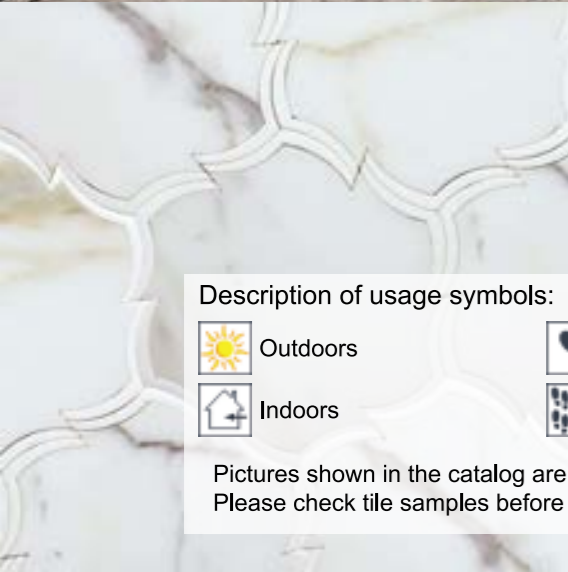 Description of usage symbols:
Outdoors
Indoors
Pictures shown in the catalog are
Please check tile samples before